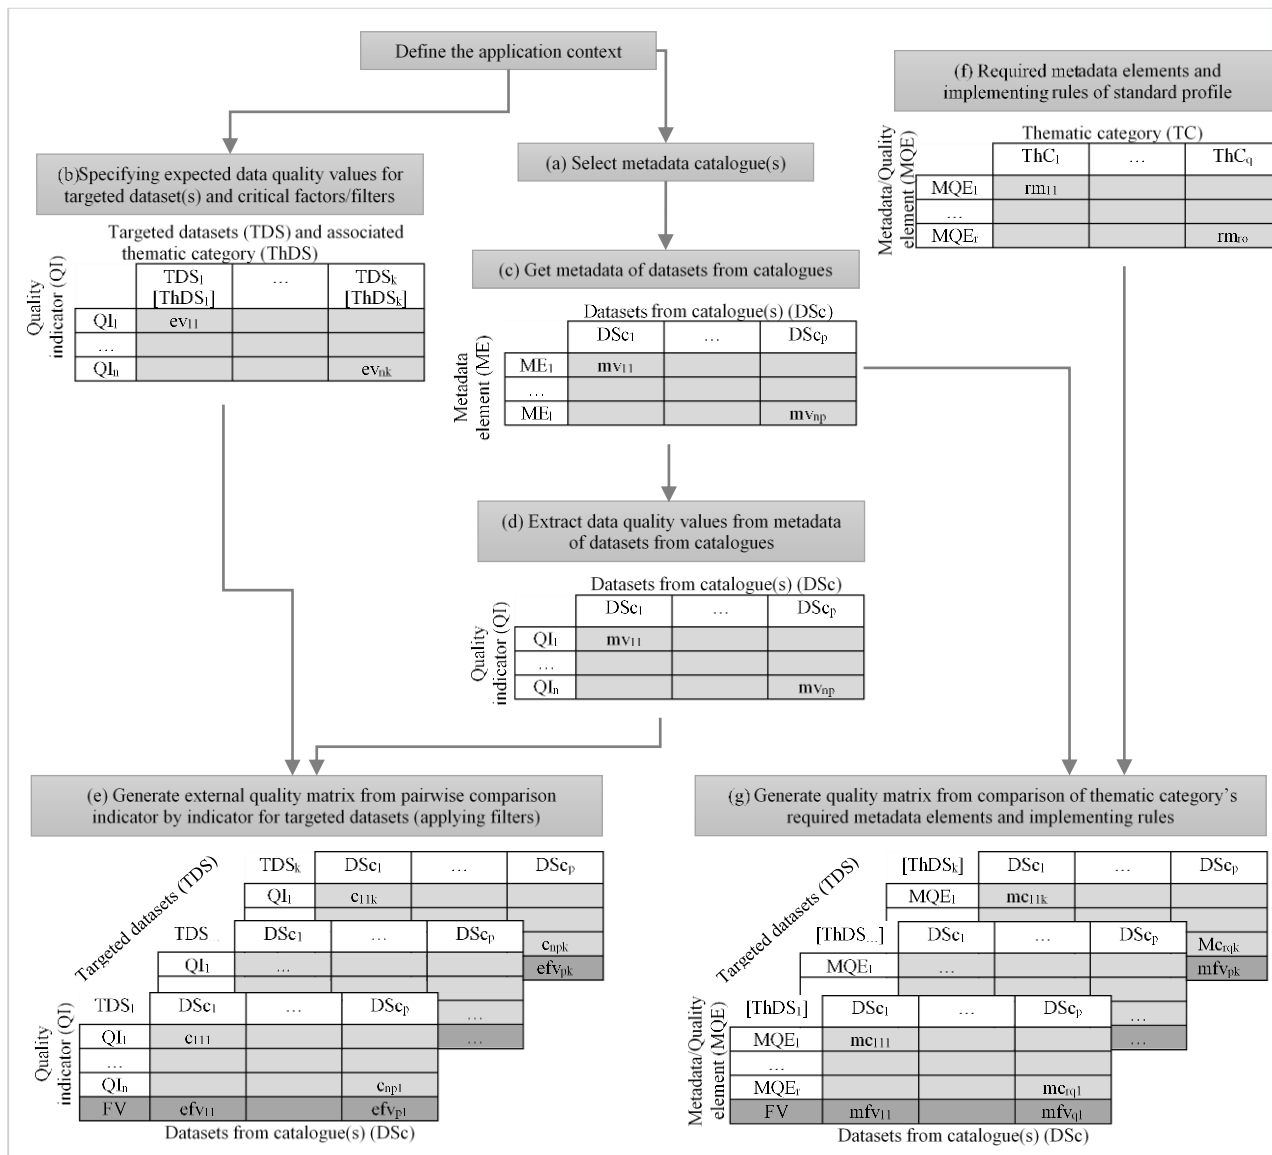 Define the application context
(f) Required metadata elements and
implementing rules of standard profile
Thematic category (TC)
Metadata/Quality
element (MQE)
ThC1 … ThCq
MQE1 rm11
…
MQEr rmro
(a) Select metadata catalogue(s)
(b)Specifying expected data quality values for
targeted dataset(s) and critical factors/filters
Targeted datasets (TDS) and associated
thematic category (ThDS)
Quality
indicator (QI)
TDS1 … TDSk
[ThDS1] [ThDSk]
QI1 ev11
…
QIn evnk
(c) Get metadata of datasets from catalogues
Datasets from catalogue(s) (DSc)
Metadata
element (ME)
DSc1 … DScp
ME1 mv11
…
MEl mvnp
(d) Extract data quality values from metadata
of datasets from catalogues
Datasets from catalogue(s) (DSc)
Quality
indicator (QI)
DSc1 … DScp
QI1 mv11
…
QIn mvnp
(e) Generate external quality matrix from pairwise comparison
indicator by indicator for targeted datasets (applying filters)
Targeted datasets (TDS)
TDSk DSc1 … DScp
QI1 c11k
cnpk
efvpk
TDS... DSc1 … DScp
QI1 …
…
…
Quality
indicator (QI)
TDS1 DSc1 … DScp
QI1 c111
…
QIn cnp1
FV efv11 efvp1
Datasets from catalogue(s) (DSc)
(g) Generate quality matrix from comparison of thematic category’s
required metadata elements and implementing rules
Targeted datasets (TDS)
[ThDSk] DSc1 … DScp
MQE1 mc11k
Mcrqk
mfvpk
[ThDS...] DSc1 … DScp
MQE1 …
…
…
Metadata/Quality
element (MQE)
[ThDS1] DSc1 … DScp
MQE1 mc111
…
MQEr mcrq1
FV mfv11 mfvq1
Datasets from catalogue(s) (DSc)